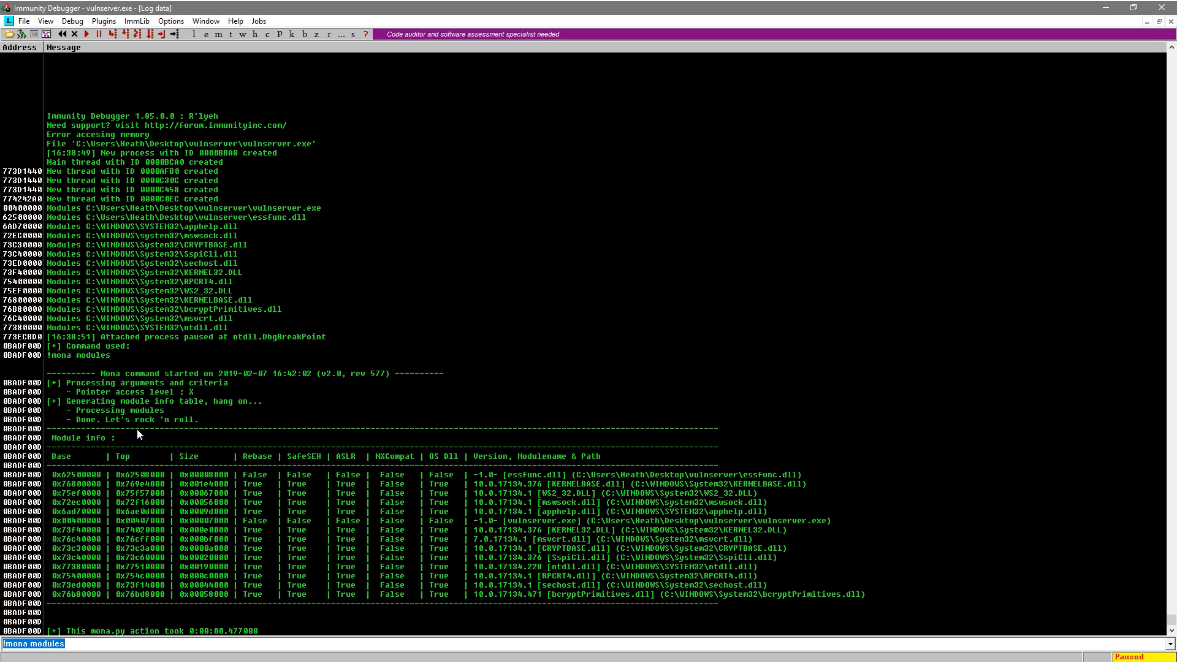 Immunity Debugger - vulnserver.exe - [Log data]
File View Debug Plugins ImmLib Options Window Help Jobs
l e m t w h c P k b z r ... s ? Code auditor and software assessment specialist needed
Address Message
Immunity Debugger 1.85.0.0 : R'lyeh
Need support? visit http://forum.immunityinc.com/
Error accesing memory
File 'C:\Users\Heath\Desktop\vulnserver.exe'
[16:38:49] New process with ID 0000BBA0 created
Main thread with ID 0000BCA0 created
773D1440 New thread with ID 0000AFD0 created
773D1440 New thread with ID 0000C30C created
773D1440 New thread with ID 0000C458 created
774242A0 New thread with ID 0000C0EC created
00400000 Modules C:\Users\Heath\Desktop\vulnserver\vulnserver.exe
62500000 Modules C:\Users\Heath\Desktop\vulnserver\essfunc.dll
6AD70000 Modules C:\WINDOWS\SYSTEM32\apphelp.dll
72EC0000 Modules C:\WINDOWS\system32\mswsock.dll
73C30000 Modules C:\WINDOWS\System32\CRYPTBASE.dll
73C40000 Modules C:\WINDOWS\System32\SspiCli.dll
73ED0000 Modules C:\WINDOWS\System32\sechost.dll
73F40000 Modules C:\WINDOWS\System32\KERNEL32.DLL
75400000 Modules C:\WINDOWS\System32\RPCRT4.dll
75EF0000 Modules C:\WINDOWS\System32\WS2_32.DLL
76800000 Modules C:\WINDOWS\System32\KERNELBASE.dll
76B80000 Modules C:\WINDOWS\System32\bcryptPrimitives.dll
76C40000 Modules C:\WINDOWS\System32\msvcrt.dll
77380000 Modules C:\WINDOWS\SYSTEM32\ntdll.dll
773ECBD0 [16:38:51] Attached process paused at ntdll.DbgBreakPoint
0BADF00D [+] Command used:
0BADF00D !mona modules
---------- Mona command started on 2019-02-07 16:42:02 (v2.0, rev 577) ----------
0BADF00D [+] Processing arguments and criteria
0BADF00D - Pointer access level : X
0BADF00D [+] Generating module info table, hang on...
0BADF00D - Processing modules
0BADF00D - Done. Let's rock 'n roll.
0BADF00D -----------------------------------------------------------------------
0BADF00D Module info :
0BADF00D -----------------------------------------------------------------------
0BADF00D Base | Top | Size | Rebase | SafeSEH | ASLR | NXCompat | OS Dll | Version, Modulename & Path
0BADF00D -----------------------------------------------------------------------
0BADF00D 0x62500000 | 0x62508000 | 0x00008000 | False | False | False | False | False | -1.0- [essfunc.dll] (C:\Users\Heath\Desktop\vulnserver\essfunc.dll)
0BADF00D 0x76800000 | 0x769e4000 | 0x001e4000 | True | True | True | False | True | 10.0.17134.376 [KERNELBASE.dll] (C:\WINDOWS\System32\KERNELBASE.dll)
0BADF00D 0x75ef0000 | 0x75f57000 | 0x00067000 | True | True | True | False | True | 10.0.17134.1 [WS2_32.DLL] (C:\WINDOWS\System32\WS2_32.DLL)
0BADF00D 0x72ec0000 | 0x72f16000 | 0x00056000 | True | True | True | False | True | 10.0.17134.1 [mswsock.dll] (C:\WINDOWS\system32\mswsock.dll)
0BADF00D 0x6ad70000 | 0x6ae0d000 | 0x0009d000 | True | True | True | False | True | 10.0.17134.1 [apphelp.dll] (C:\WINDOWS\SYSTEM32\apphelp.dll)
0BADF00D 0x00400000 | 0x00407000 | 0x00007000 | False | False | False | False | False | -1.0- [vulnserver.exe] (C:\Users\Heath\Desktop\vulnserver\vulnserver.exe)
0BADF00D 0x73f40000 | 0x74020000 | 0x000e0000 | True | True | True | False | True | 10.0.17134.376 [KERNEL32.DLL] (C:\WINDOWS\System32\KERNEL32.DLL)
0BADF00D 0x76c40000 | 0x76cff000 | 0x000bf000 | True | True | True | False | True | 7.0.17134.1 [msvcrt.dll] (C:\WINDOWS\System32\msvcrt.dll)
0BADF00D 0x73c30000 | 0x73c3a000 | 0x0000a000 | True | True | True | False | True | 10.0.17134.1 [CRYPTBASE.dll] (C:\WINDOWS\System32\CRYPTBASE.dll)
0BADF00D 0x73c40000 | 0x73c60000 | 0x00020000 | True | True | True | False | True | 10.0.17134.376 [SspiCli.dll] (C:\WINDOWS\System32\SspiCli.dll)
0BADF00D 0x77380000 | 0x77510000 | 0x00190000 | True | True | True | False | True | 10.0.17134.228 [ntdll.dll] (C:\WINDOWS\SYSTEM32\ntdll.dll)
0BADF00D 0x75400000 | 0x754c0000 | 0x000c0000 | True | True | True | False | True | 10.0.17134.1 [RPCRT4.dll] (C:\WINDOWS\System32\RPCRT4.dll)
0BADF00D 0x73ed0000 | 0x73f14000 | 0x00044000 | True | True | True | False | True | 10.0.17134.1 [sechost.dll] (C:\WINDOWS\System32\sechost.dll)
0BADF00D 0x76b80000 | 0x76bd8000 | 0x00058000 | True | True | True | False | True | 10.0.17134.471 [bcryptPrimitives.dll] (C:\WINDOWS\System32\bcryptPrimitives.dll)
0BADF00D -----------------------------------------------------------------------
0BADF00D
0BADF00D
0BADF00D [+] This mona.py action took 0:00:00.477000
!mona modules
Paused